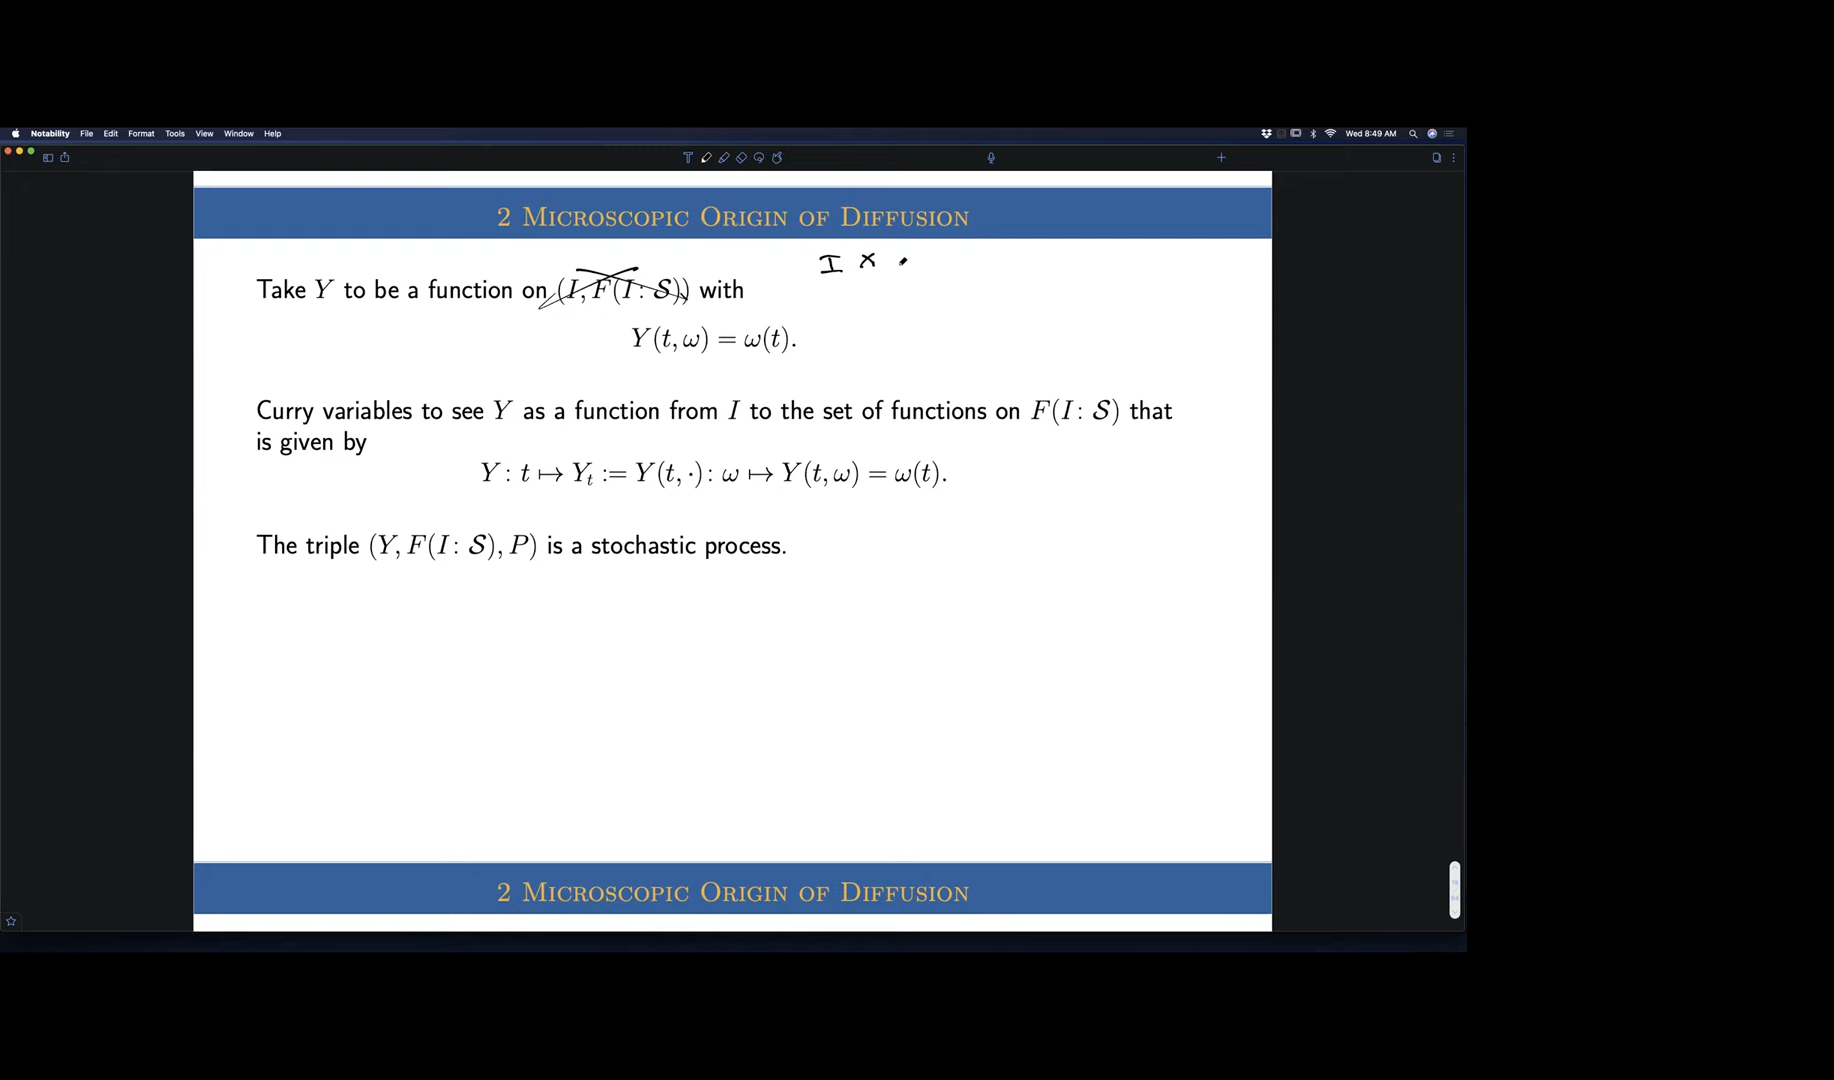 Notability File Edit Format Tools View Window Help Wed 8:49 AM
2 Microscopic Origin of Diffusion
I ×
Take Y to be a function on (I, F(I: 𝒮)) with
Y(t, ω) = ω(t).
Curry variables to see Y as a function from I to the set of functions on F(I: 𝒮) that
is given by
Y: t ↦ Yₜ := Y(t, ·): ω ↦ Y(t, ω) = ω(t).
The triple (Y, F(I: 𝒮), P) is a stochastic process.
2 Microscopic Origin of Diffusion